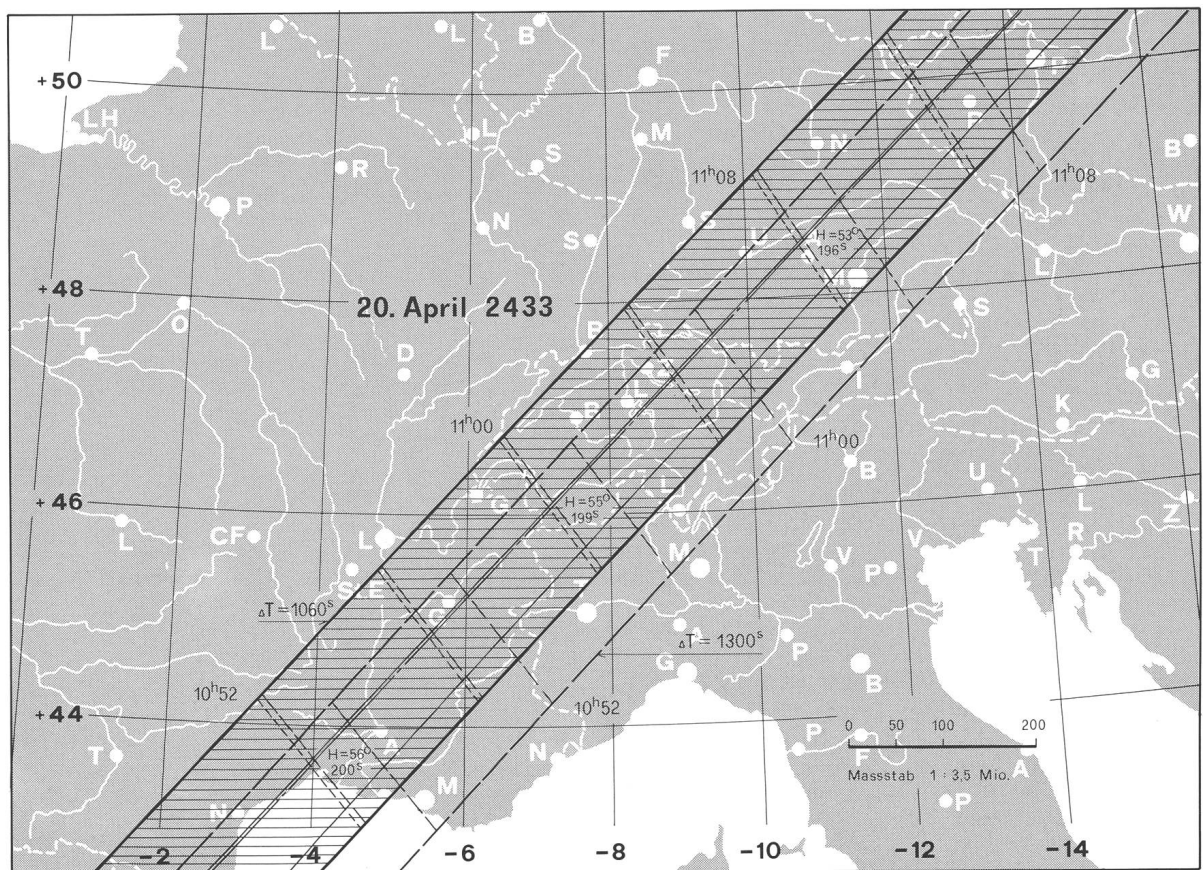 L
L
B
F
P
+50
LH
L
M
P
N
B
S
R
11ʰ08
11ʰ08
P
N
S
W
S
U
H=53°
196ˢ
L
M
+48
20. April 2433
O
S
T
B
D
G
L
I
B
K
11ʰ00
11ʰ00
B
U
L
G
H=55°
199ˢ
L
+46
L
Z
CF
L
R
M
V
V
P
T
S E
T
ΔT=1060ˢ
G
A
ΔT=1300ˢ
P
G
B
10ʰ52
10ʰ52
+44
0 50 100 200
A
N
P
F
T
H=56°
200ˢ
Massstab 1 : 3,5 Mio.
A
N
M
P
-2 -4 -6 -8 -10 -12 -14